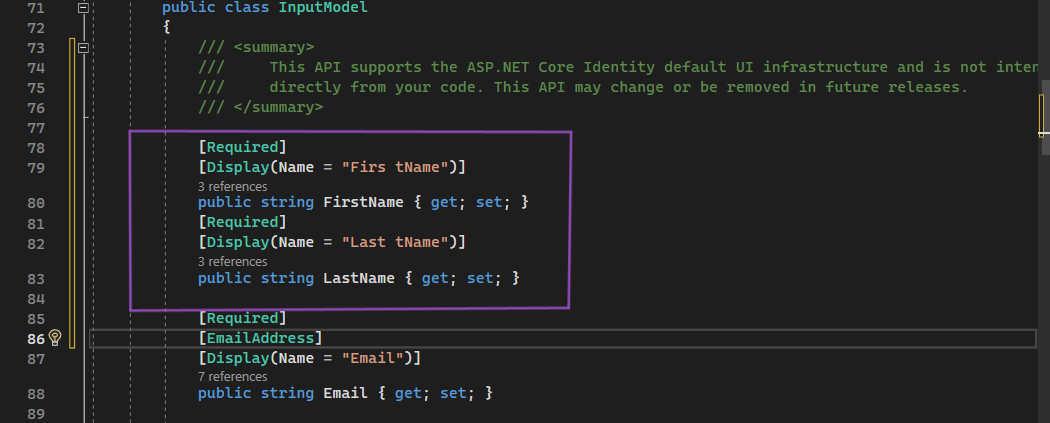 71 public class InputModel
72 {
73 /// <summary>
74 /// This API supports the ASP.NET Core Identity default UI infrastructure and is not
75 /// directly from your code. This API may change or be removed in future releases.
76 /// </summary>
77
78 [Required]
79 [Display(Name = "Firs tName")]
3 references
80 public string FirstName { get; set; }
81 [Required]
82 [Display(Name = "Last tName")]
3 references
83 public string LastName { get; set; }
84
85 [Required]
86 [EmailAddress]
87 [Display(Name = "Email")]
7 references
88 public string Email { get; set; }
89